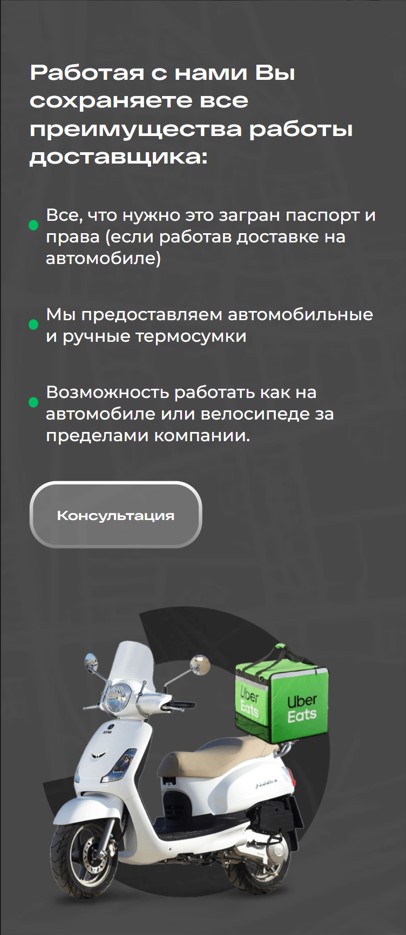 Работая с нами Вы
сохраняете все
преимущества работы
доставщика:
Все, что нужно это загран паспорт и
права (если работав доставке на
автомобиле)
Мы предоставляем автомобильные
и ручные термосумки
Возможность работать как на
автомобиле или велосипеде за
пределами компании.
Консультация
Uber
Eats
Uber
Eats